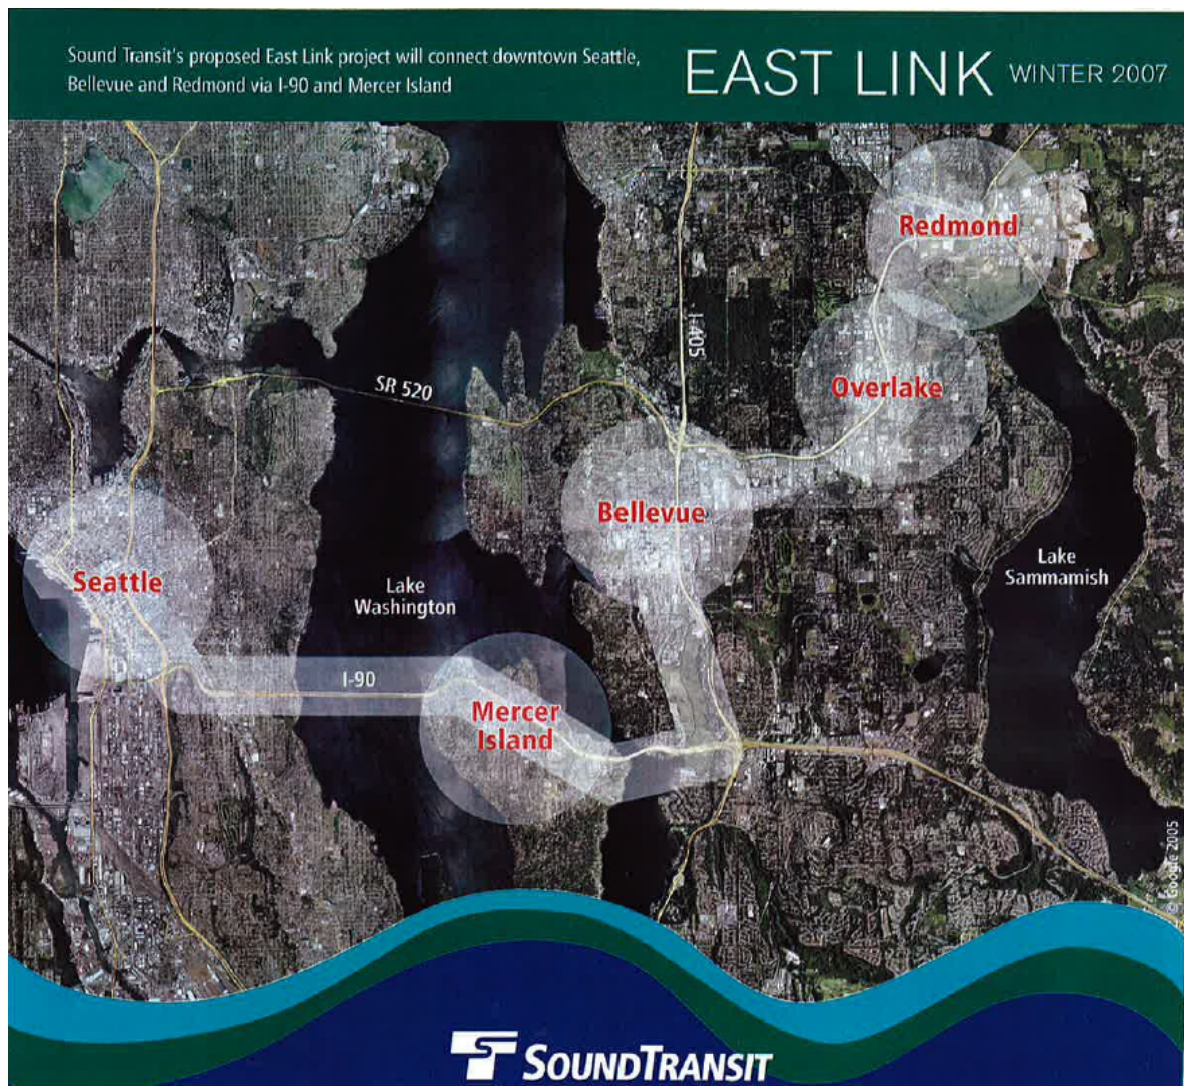 Sound Transit's proposed East Link project will connect downtown Seattle,
Bellevue and Redmond via I-90 and Mercer Island
EAST LINK WINTER 2007
Redmond
I-405
Overlake
SR 520
Bellevue
Seattle
Lake
Washington
Lake
Sammamish
I-90
Mercer
Island
© Google 2005
SOUNDTRANSIT